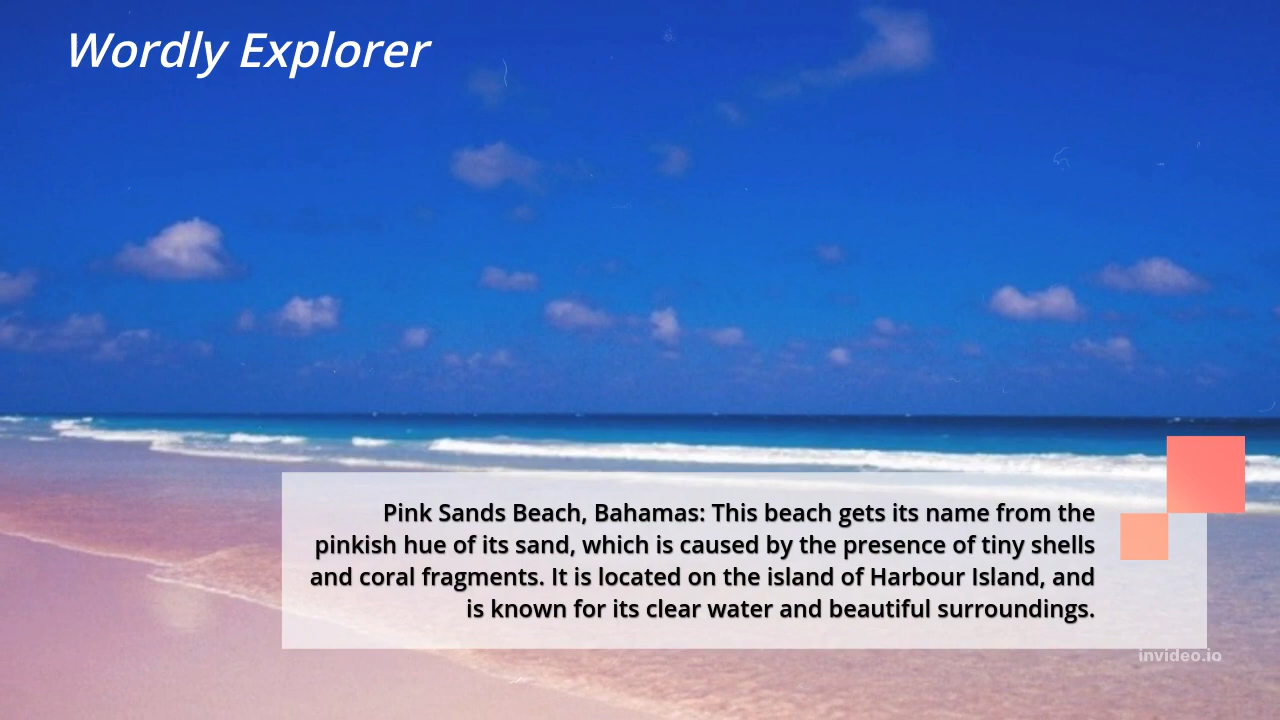 Wordly Explorer
Pink Sands Beach, Bahamas: This beach gets its name from the
pinkish hue of its sand, which is caused by the presence of tiny shells
and coral fragments. It is located on the island of Harbour Island, and
is known for its clear water and beautiful surroundings.
invideo.io